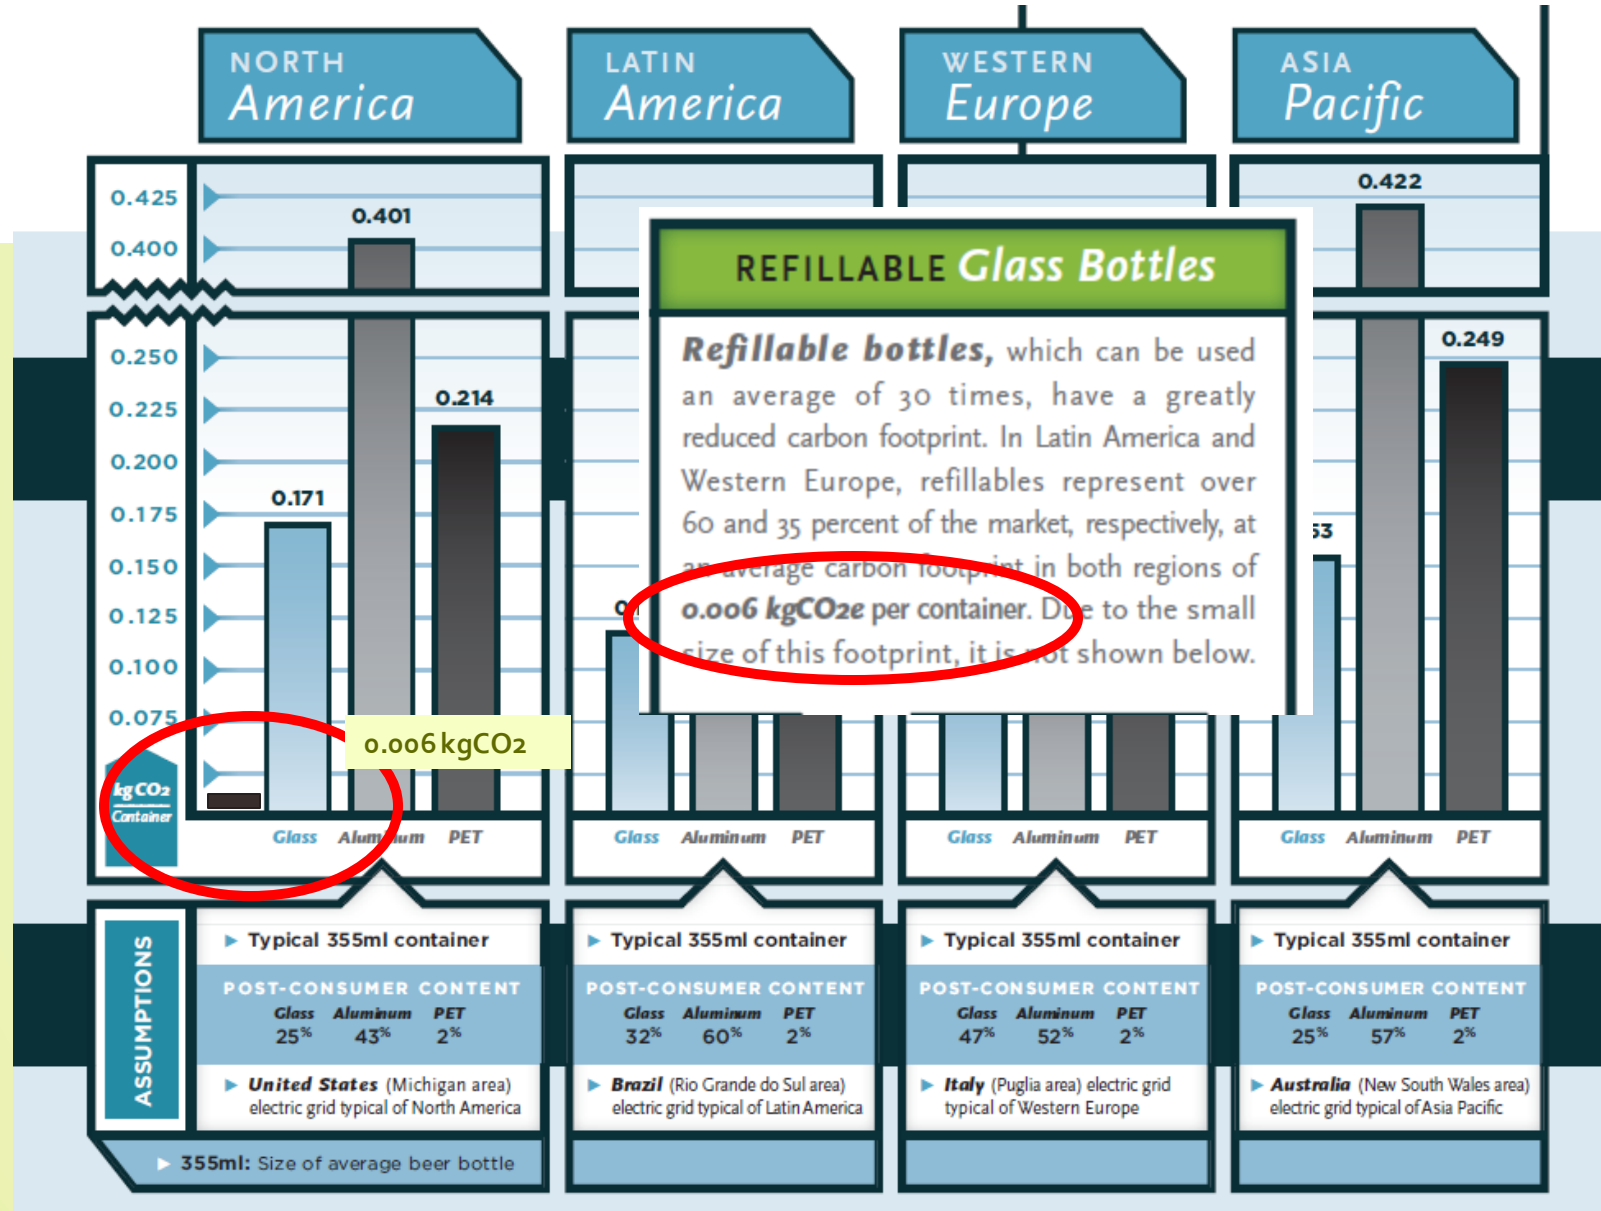 NORTH
America
LATIN
America
WESTERN
Europe
ASIA
Pacific
0.425
0.400
0.250
0.225
0.200
0.175
0.150
0.125
0.100
0.075
kg CO2
Container
0.401
0.171
0.214
0.422
0.249
53
0.006 kgCO2
REFILLABLE Glass Bottles
Refillable bottles, which can be used
an average of 30 times, have a greatly
reduced carbon footprint. In Latin America and
Western Europe, refillables represent over
60 and 35 percent of the market, respectively, at
an average carbon footprint in both regions of
0.006 kgCO2e per container. Due to the small
size of this footprint, it is not shown below.
Glass Aluminum PET
Glass Aluminum PET
Glass Aluminum PET
Glass Aluminum PET
ASSUMPTIONS
Typical 355ml container
POST-CONSUMER CONTENT
Glass Aluminum PET
25% 43% 2%
United States (Michigan area)
electric grid typical of North America
355ml: Size of average beer bottle
Typical 355ml container
POST-CONSUMER CONTENT
Glass Aluminum PET
32% 60% 2%
Brazil (Rio Grande do Sul area)
electric grid typical of Latin America
Typical 355ml container
POST-CONSUMER CONTENT
Glass Aluminum PET
47% 52% 2%
Italy (Puglia area) electric grid
typical of Western Europe
Typical 355ml container
POST-CONSUMER CONTENT
Glass Aluminum PET
25% 57% 2%
Australia (New South Wales area)
electric grid typical of Asia Pacific